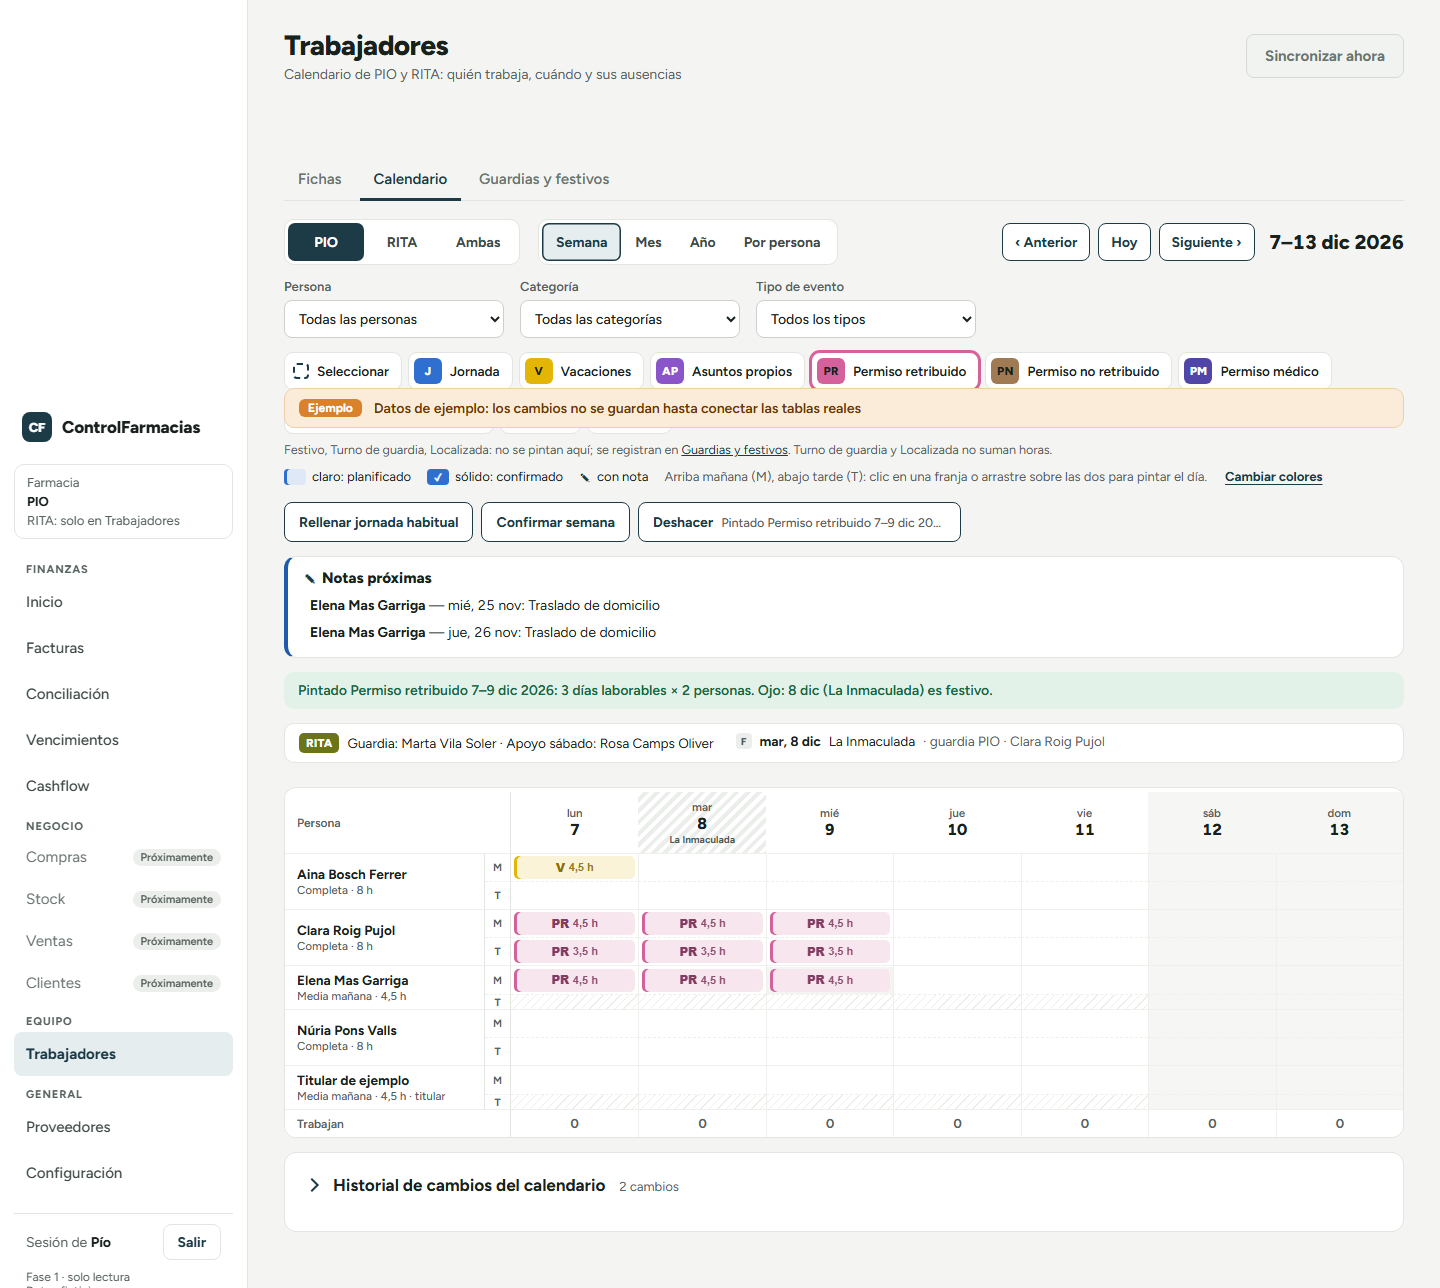 CF ControlFarmacias
Farmacia
PIO
RITA: solo en Trabajadores
FINANZAS
Inicio
Facturas
Conciliación
Vencimientos
Cashflow
NEGOCIO
Compras Próximamente
Stock Próximamente
Ventas Próximamente
Clientes Próximamente
EQUIPO
Trabajadores
GENERAL
Proveedores
Configuración
Sesión de Pío Salir
Fase 1 · solo lectura
Trabajadores
Calendario de PIO y RITA: quién trabaja, cuándo y sus ausencias
Sincronizar ahora
Fichas Calendario Guardias y festivos
PIO RITA Ambas Semana Mes Año Por persona ‹ Anterior Hoy Siguiente › 7–13 dic 2026
Persona Categoría Tipo de evento
Todas las personas Todas las categorías Todos los tipos
Seleccionar J Jornada V Vacaciones AP Asuntos propios PR Permiso retribuido PN Permiso no retribuido PM Permiso médico
Ejemplo Datos de ejemplo: los cambios no se guardan hasta conectar las tablas reales
Festivo, Turno de guardia, Localizada: no se pintan aquí; se registran en Guardias y festivos. Turno de guardia y Localizada no suman horas.
claro: planificado ✓ sólido: confirmado con nota Arriba mañana (M), abajo tarde (T): clic en una franja o arrastre sobre las dos para pintar el día. Cambiar colores
Rellenar jornada habitual Confirmar semana Deshacer Pintado Permiso retribuido 7–9 dic 20…
Notas próximas
Elena Mas Garriga — mié, 25 nov: Traslado de domicilio
Elena Mas Garriga — jue, 26 nov: Traslado de domicilio
Pintado Permiso retribuido 7–9 dic 2026: 3 días laborables × 2 personas. Ojo: 8 dic (La Inmaculada) es festivo.
RITA Guardia: Marta Vila Soler · Apoyo sábado: Rosa Camps Oliver F mar, 8 dic La Inmaculada · guardia PIO · Clara Roig Pujol
Persona lun 7 mar 8 La Inmaculada mié 9 jue 10 vie 11 sáb 12 dom 13
Aina Bosch Ferrer M V 4,5 h
Completa · 8 h T
Clara Roig Pujol M PR 4,5 h PR 4,5 h PR 4,5 h
Completa · 8 h T PR 3,5 h PR 3,5 h PR 3,5 h
Elena Mas Garriga M PR 4,5 h PR 4,5 h PR 4,5 h
Media mañana · 4,5 h T
Núria Pons Valls M
Completa · 8 h T
Titular de ejemplo M
Media mañana · 4,5 h · titular T
Trabajan 0 0 0 0 0 0 0
Historial de cambios del calendario 2 cambios